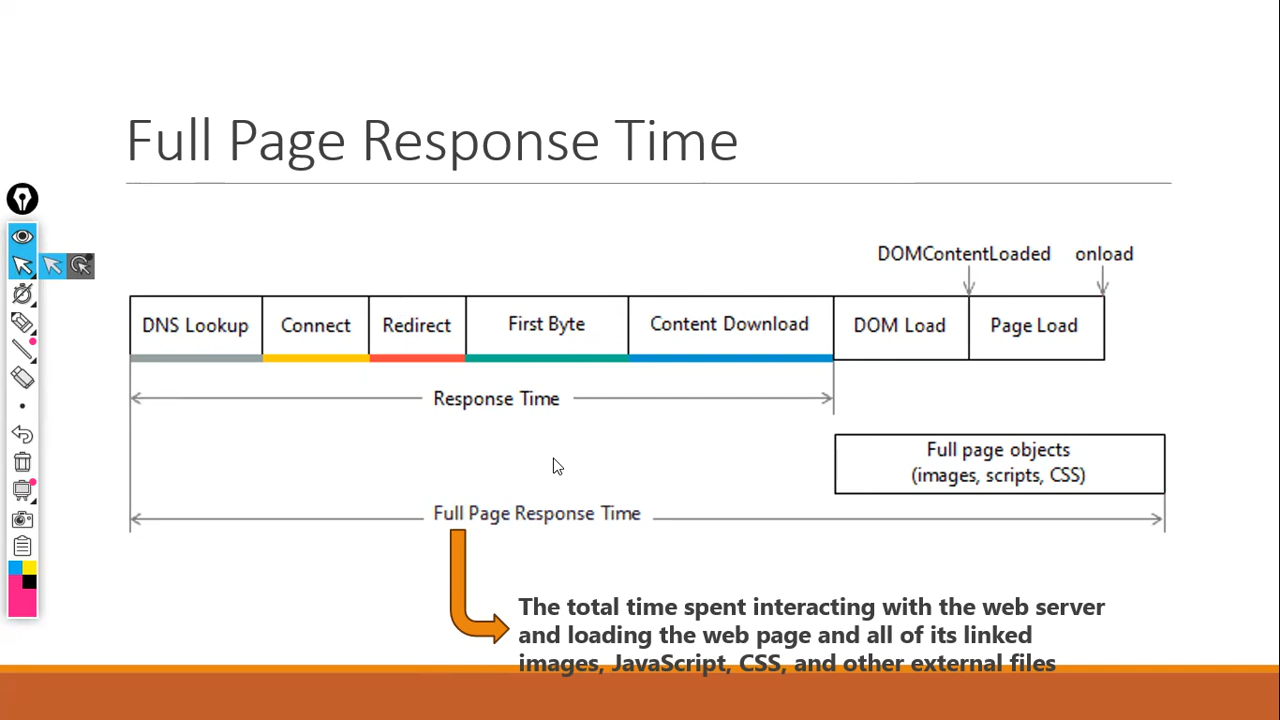 Full Page Response Time
DOMContentLoaded onload
DNS Lookup Connect Redirect First Byte Content Download DOM Load Page Load
Response Time
Full page objects
(images, scripts, CSS)
Full Page Response Time
The total time spent interacting with the web server
and loading the web page and all of its linked
images, JavaScript, CSS, and other external files